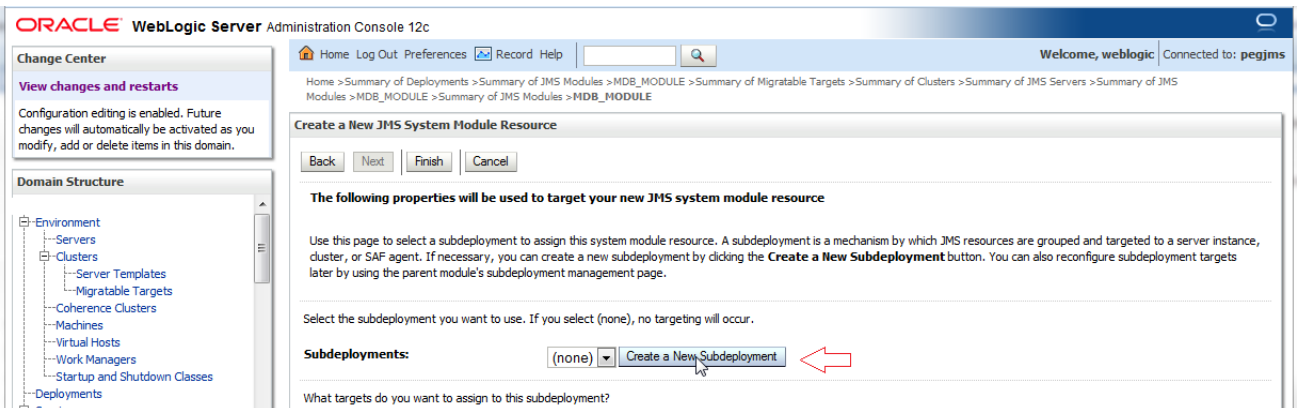 ORACLE WebLogic Server Administration Console 12c
Change Center
View changes and restarts
Configuration editing is enabled. Future
changes will automatically be activated as you
modify, add or delete items in this domain.
Domain Structure
Environment
Servers
Clusters
Server Templates
Migratable Targets
Coherence Clusters
Machines
Virtual Hosts
Work Managers
Startup and Shutdown Classes
Deployments
Home Log Out Preferences Record Help
Welcome, weblogic Connected to: pegjms
Home >Summary of Deployments >Summary of JMS Modules >MDB_MODULE >Summary of Migratable Targets >Summary of Clusters >Summary of JMS Servers >Summary of JMS
Modules >MDB_MODULE >Summary of JMS Modules >MDB_MODULE
Create a New JMS System Module Resource
Back Next Finish Cancel
The following properties will be used to target your new JMS system module resource
Use this page to select a subdeployment to assign this system module resource. A subdeployment is a mechanism by which JMS resources are grouped and targeted to a server instance,
cluster, or SAF agent. If necessary, you can create a new subdeployment by clicking the Create a New Subdeployment button. You can also reconfigure subdeployment targets
later by using the parent module's subdeployment management page.
Select the subdeployment you want to use. If you select (none), no targeting will occur.
Subdeployments: (none) Create a New Subdeployment
What targets do you want to assign to this subdeployment?